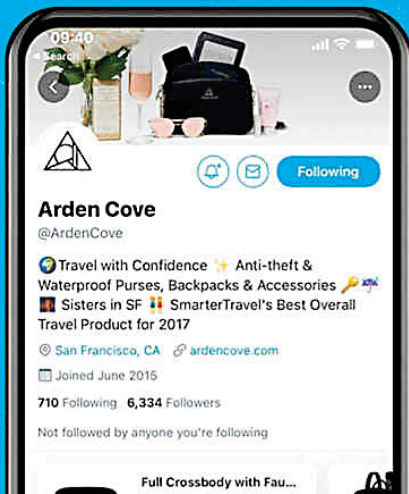 09:40
Search
Following
Arden Cove
@ArdenCove
🌍Travel with Confidence ✨ Anti-theft &
Waterproof Purses, Backpacks & Accessories 🔑☔
🌉 Sisters in SF 👯 SmarterTravel's Best Overall
Travel Product for 2017
San Francisco, CA ardencove.com
Joined June 2015
710 Following 6,334 Followers
Not followed by anyone you're following
Full Crossbody with Fau...